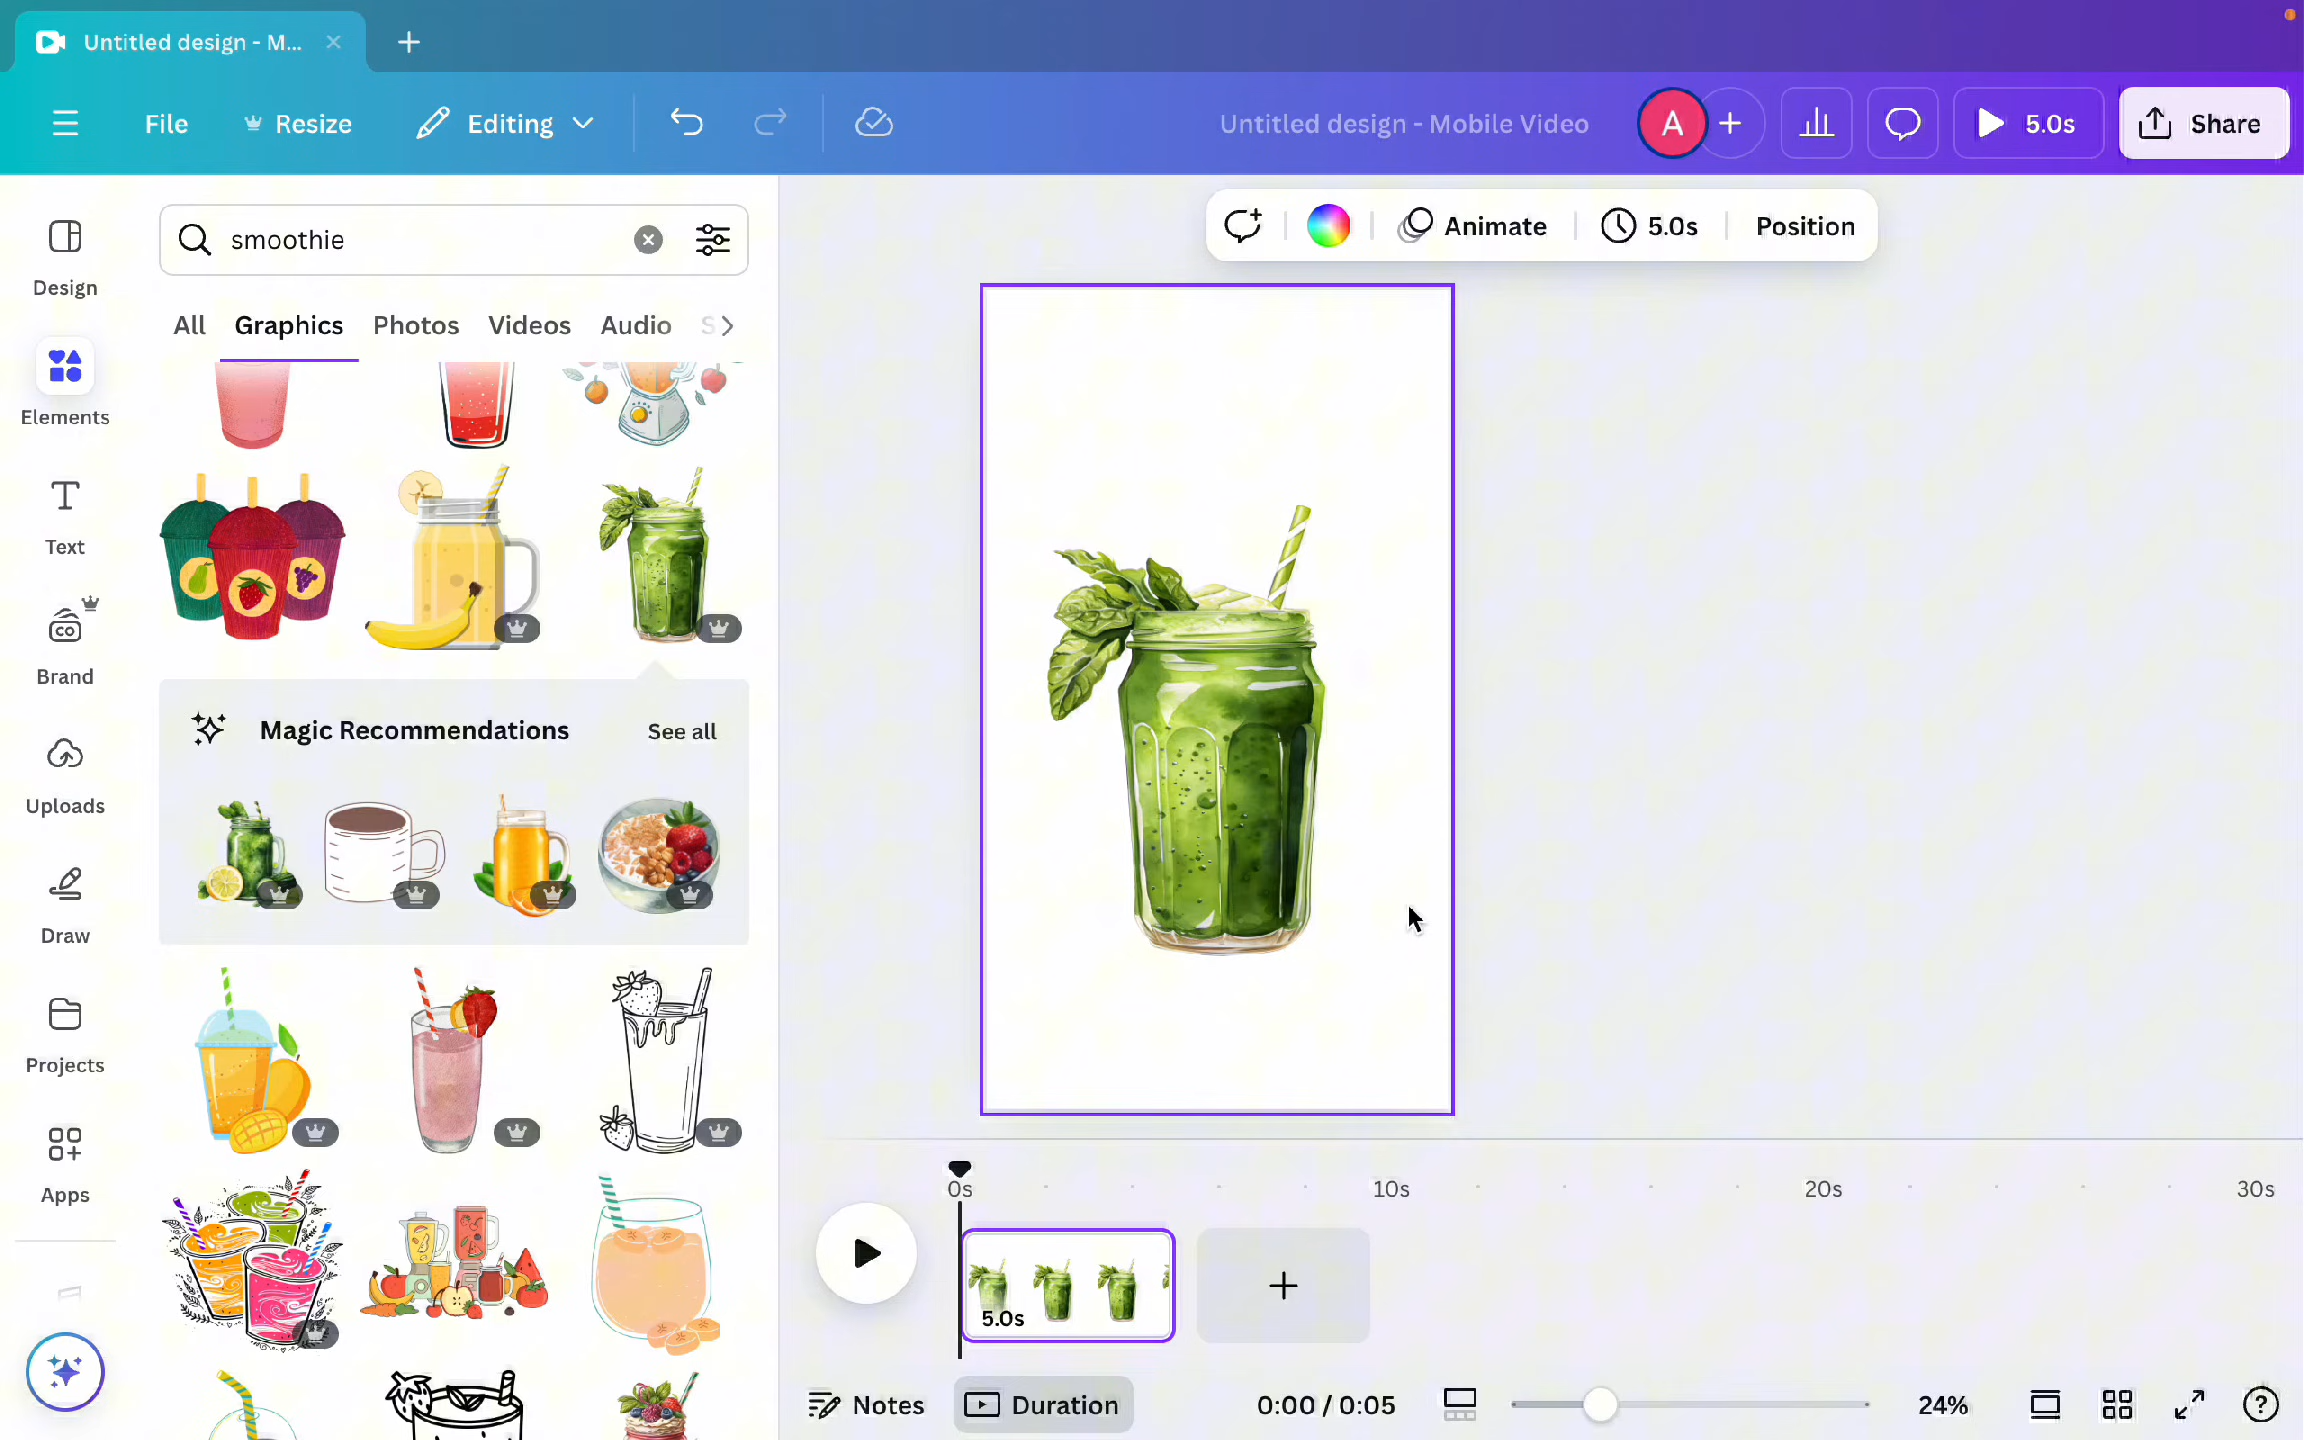 Untitled design - M...
File
Resize
Editing
Untitled design - Mobile Video
A
5.0s
Share
Design
Elements
Text
Brand
Uploads
Draw
Projects
Apps
smoothie
All
Graphics
Photos
Videos
Audio
S
Magic Recommendations
See all
Animate
5.0s
Position
0s
10s
20s
30s
5.0s
Notes
Duration
0:00 / 0:05
24%